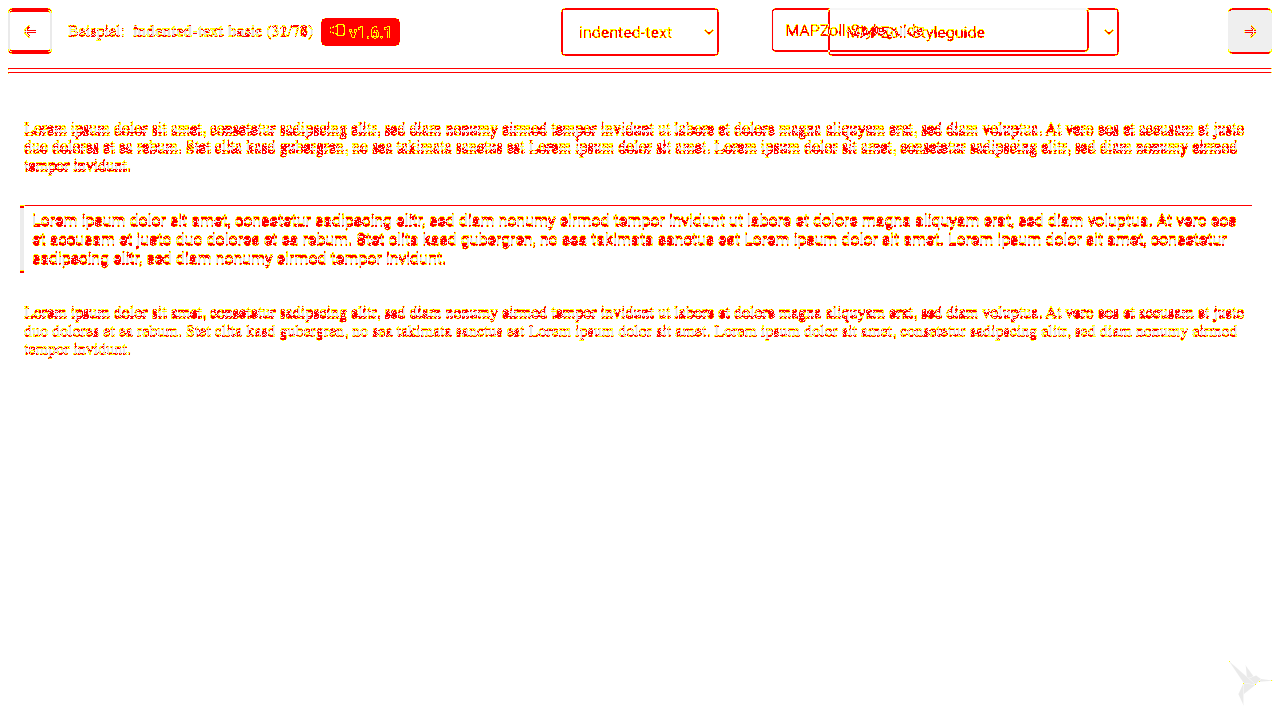 Beispiel: indented-text basic v1.6.1 indented-text MAPZoll-Styleguide
Lorem ipsum dolor sit amet, consetetur sadipscing elitr, sed diam nonumy eirmod tempor invidunt ut labore et dolore magna aliquyam erat, sed diam voluptua. At vero eos et accusam et justo
duo dolores et ea rebum. Stet clita kasd gubergren, no sea takimata sanctus est Lorem ipsum dolor sit amet. Lorem ipsum dolor sit amet, consetetur sadipscing elitr, sed diam nonumy eirmod
tempor invidunt.
Lorem ipsum dolor sit amet, consetetur sadipscing elitr, sed diam nonumy eirmod tempor invidunt ut labore et dolore magna aliquyam erat, sed diam voluptua. At vero eos
et accusam et justo duo dolores et ea rebum. Stet clita kasd gubergren, no sea takimata sanctus est Lorem ipsum dolor sit amet. Lorem ipsum dolor sit amet, consetetur
sadipscing elitr, sed diam nonumy eirmod tempor invidunt.
Lorem ipsum dolor sit amet, consetetur sadipscing elitr, sed diam nonumy eirmod tempor invidunt ut labore et dolore magna aliquyam erat, sed diam voluptua. At vero eos et accusam et justo
duo dolores et ea rebum. Stet clita kasd gubergren, no sea takimata sanctus est Lorem ipsum dolor sit amet. Lorem ipsum dolor sit amet, consetetur sadipscing elitr, sed diam nonumy eirmod
tempor invidunt.